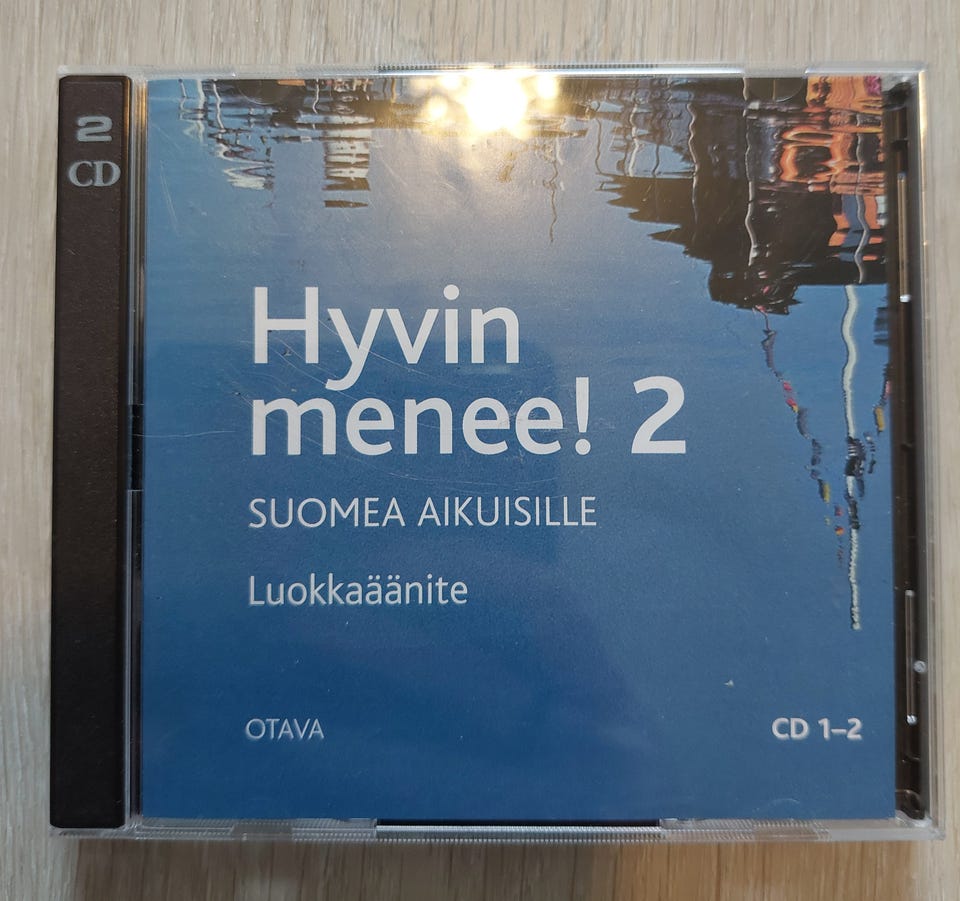 2
CD
Hyvin
menee! 2
SUOMEA AIKUISILLE
Luokkaäänite
OTAVA
CD 1–2